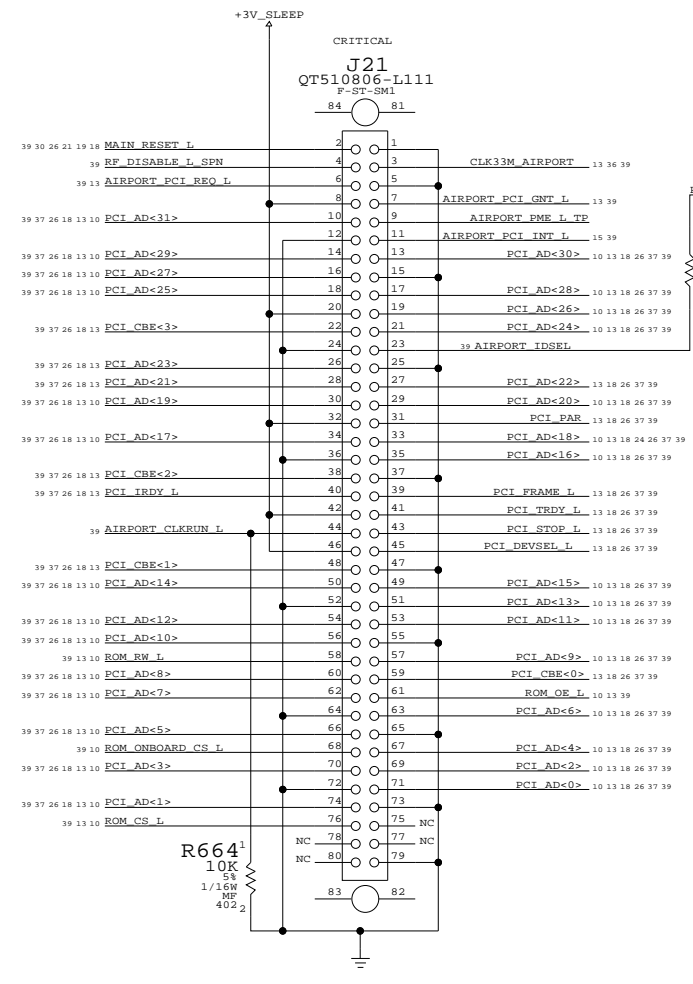 +3V_SLEEP
CRITICAL
J21
QT510806-L111
F-ST-SM1
84 81
39 30 26 21 19 18 MAIN_RESET_L 2 1
39 RF_DISABLE_L_SPN 4 3 CLK33M_AIRPORT 13 36 39
39 13 AIRPORT_PCI_REQ_L 6 5
8 7 AIRPORT_PCI_GNT_L 13 39
39 37 26 18 13 10 PCI_AD<31> 10 9 AIRPORT_PME_L_TP
12 11 AIRPORT_PCI_INT_L 15 39
39 37 26 18 13 10 PCI_AD<29> 14 13 PCI_AD<30> 10 13 18 26 37 39
39 37 26 18 13 10 PCI_AD<27> 16 15
39 37 26 18 13 10 PCI_AD<25> 18 17 PCI_AD<28> 10 13 18 26 37 39
20 19 PCI_AD<26> 10 13 18 26 37 39
39 37 26 18 13 PCI_CBE<3> 22 21 PCI_AD<24> 10 13 18 26 37 39
24 23 39 AIRPORT_IDSEL
39 37 26 18 13 PCI_AD<23> 26 25
39 37 26 18 13 PCI_AD<21> 28 27 PCI_AD<22> 13 18 26 37 39
39 37 26 18 13 10 PCI_AD<19> 30 29 PCI_AD<20> 10 13 18 26 37 39
32 31 PCI_PAR 13 18 26 37 39
39 37 26 18 13 10 PCI_AD<17> 34 33 PCI_AD<18> 10 13 18 24 26 37 39
36 35 PCI_AD<16> 10 13 18 26 37 39
39 37 26 18 13 PCI_CBE<2> 38 37
39 37 26 18 13 PCI_IRDY_L 40 39 PCI_FRAME_L 13 18 26 37 39
42 41 PCI_TRDY_L 13 18 26 37 39
39 AIRPORT_CLKRUN_L 44 43 PCI_STOP_L 13 18 26 37 39
46 45 PCI_DEVSEL_L 13 18 26 37 39
39 37 26 18 13 PCI_CBE<1> 48 47
39 37 26 18 13 10 PCI_AD<14> 50 49 PCI_AD<15> 10 13 18 26 37 39
52 51 PCI_AD<13> 10 13 18 26 37 39
39 37 26 18 13 10 PCI_AD<12> 54 53 PCI_AD<11> 10 13 18 26 37 39
39 37 26 18 13 10 PCI_AD<10> 56 55
39 13 10 ROM_RW_L 58 57 PCI_AD<9> 10 13 18 26 37 39
39 37 26 18 13 10 PCI_AD<8> 60 59 PCI_CBE<0> 13 18 26 37 39
39 37 26 18 13 10 PCI_AD<7> 62 61 ROM_OE_L 10 13 39
64 63 PCI_AD<6> 10 13 18 26 37 39
39 37 26 18 13 10 PCI_AD<5> 66 65
39 10 ROM_ONBOARD_CS_L 68 67 PCI_AD<4> 10 13 18 26 37 39
39 37 26 18 13 10 PCI_AD<3> 70 69 PCI_AD<2> 10 13 18 26 37 39
72 71 PCI_AD<0> 10 13 18 26 37 39
39 37 26 18 13 10 PCI_AD<1> 74 73
39 13 10 ROM_CS_L 76 75 NC
NC 78 77 NC
NC 80 79
R664 1
10K
5%
1/16W
MF
402 2
83 82